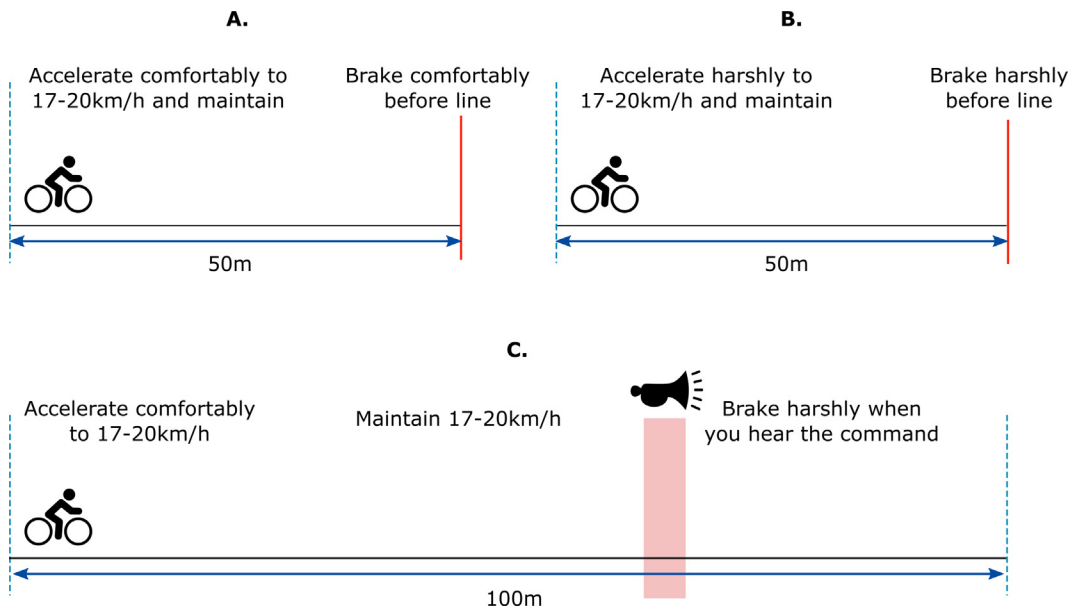 A.
Accelerate comfortably to
17-20km/h and maintain
Brake comfortably
before line
50m
B.
Accelerate harshly to
17-20km/h and maintain
Brake harshly
before line
50m
C.
Accelerate comfortably
to 17-20km/h
Maintain 17-20km/h
Brake harshly when
you hear the command
100m